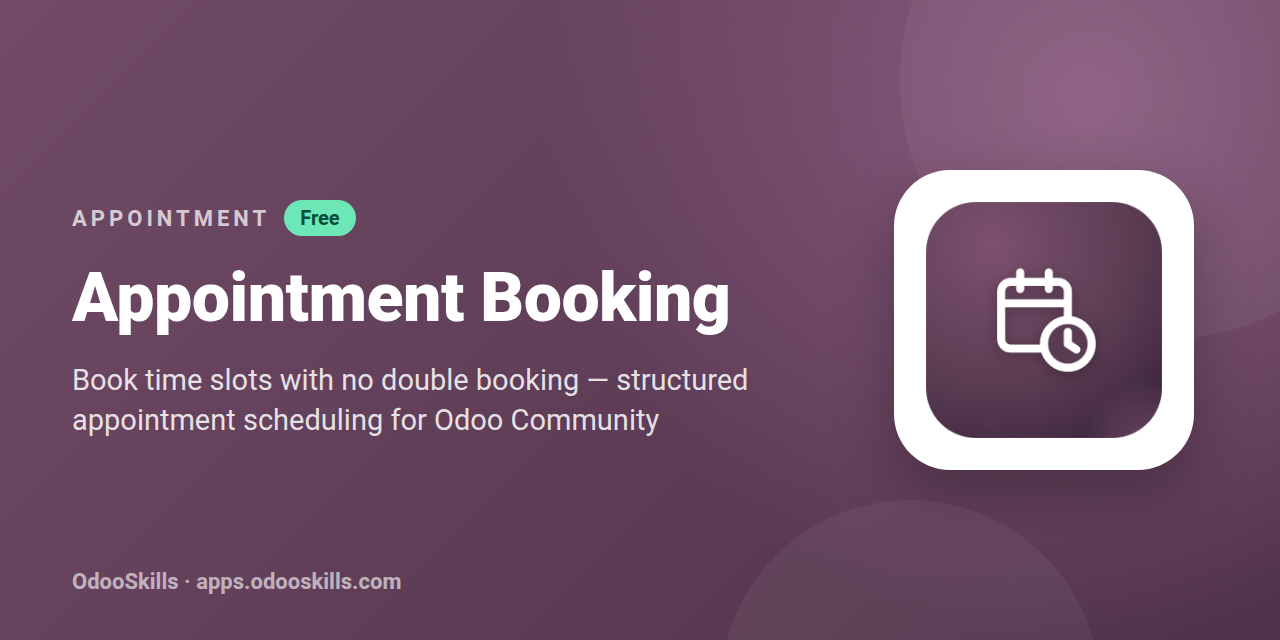 APPOINTMENT Free
Appointment Booking
Book time slots with no double booking — structured
appointment scheduling for Odoo Community
OdooSkills · apps.odooskills.com